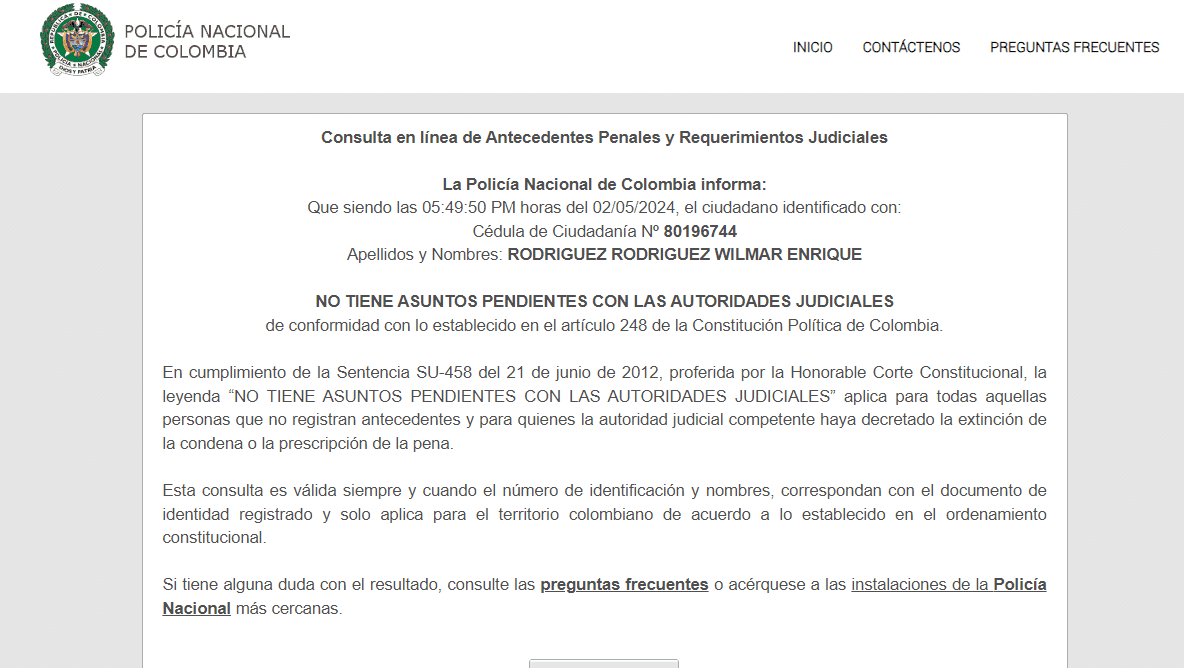 POLICÍA NACIONAL
DE COLOMBIA
INICIO CONTÁCTENOS PREGUNTAS FRECUENTES
Consulta en línea de Antecedentes Penales y Requerimientos Judiciales
La Policía Nacional de Colombia informa:
Que siendo las 05:49:50 PM horas del 02/05/2024, el ciudadano identificado con:
Cédula de Ciudadanía Nº 80196744
Apellidos y Nombres: RODRIGUEZ RODRIGUEZ WILMAR ENRIQUE
NO TIENE ASUNTOS PENDIENTES CON LAS AUTORIDADES JUDICIALES
de conformidad con lo establecido en el artículo 248 de la Constitución Política de Colombia.
En cumplimiento de la Sentencia SU-458 del 21 de junio de 2012, proferida por la Honorable Corte Constitucional, la
leyenda “NO TIENE ASUNTOS PENDIENTES CON LAS AUTORIDADES JUDICIALES” aplica para todas aquellas
personas que no registran antecedentes y para quienes la autoridad judicial competente haya decretado la extinción de
la condena o la prescripción de la pena.
Esta consulta es válida siempre y cuando el número de identificación y nombres, correspondan con el documento de
identidad registrado y solo aplica para el territorio colombiano de acuerdo a lo establecido en el ordenamiento
constitucional.
Si tiene alguna duda con el resultado, consulte las preguntas frecuentes o acérquese a las instalaciones de la Policía
Nacional más cercanas.